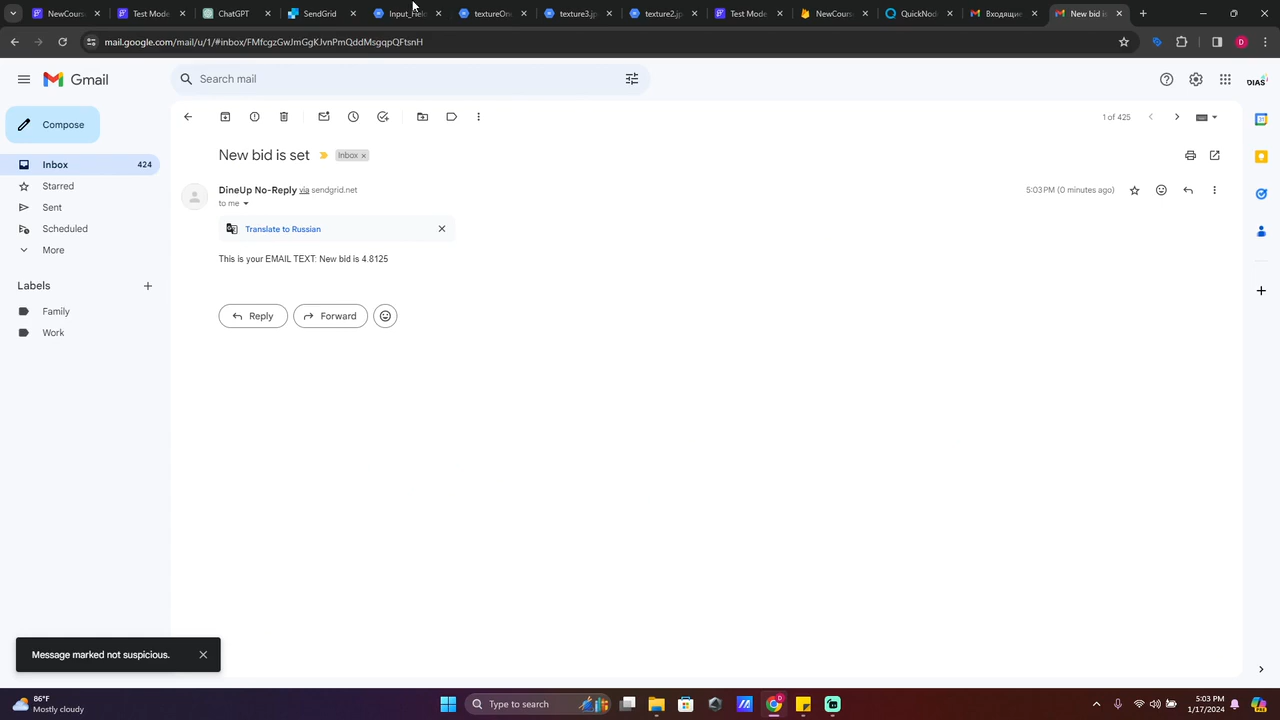 NewCours
Test Mode
ChatGPT
SendGrid
Input_Field
textureOne
texture3.jp
texture2.jp
Test Mode
NewCours
QuickNod
Входящие
New bid is
mail.google.com/mail/u/1/#inbox/FMfcgzGwJmGgKJvnPmQddMsgqpQFtsnH
D
Gmail
Search mail
DIAS
Compose
1 of 425
Inbox 424
Starred
Sent
Scheduled
More
Labels
Family
Work
New bid is set
Inbox x
DineUp No-Reply via sendgrid.net
5:03 PM (0 minutes ago)
to me
Translate to Russian
This is your EMAIL TEXT: New bid is 4.8125
Reply
Forward
Message marked not suspicious.
86°F
Mostly cloudy
Type to search
5:03 PM
1/17/2024